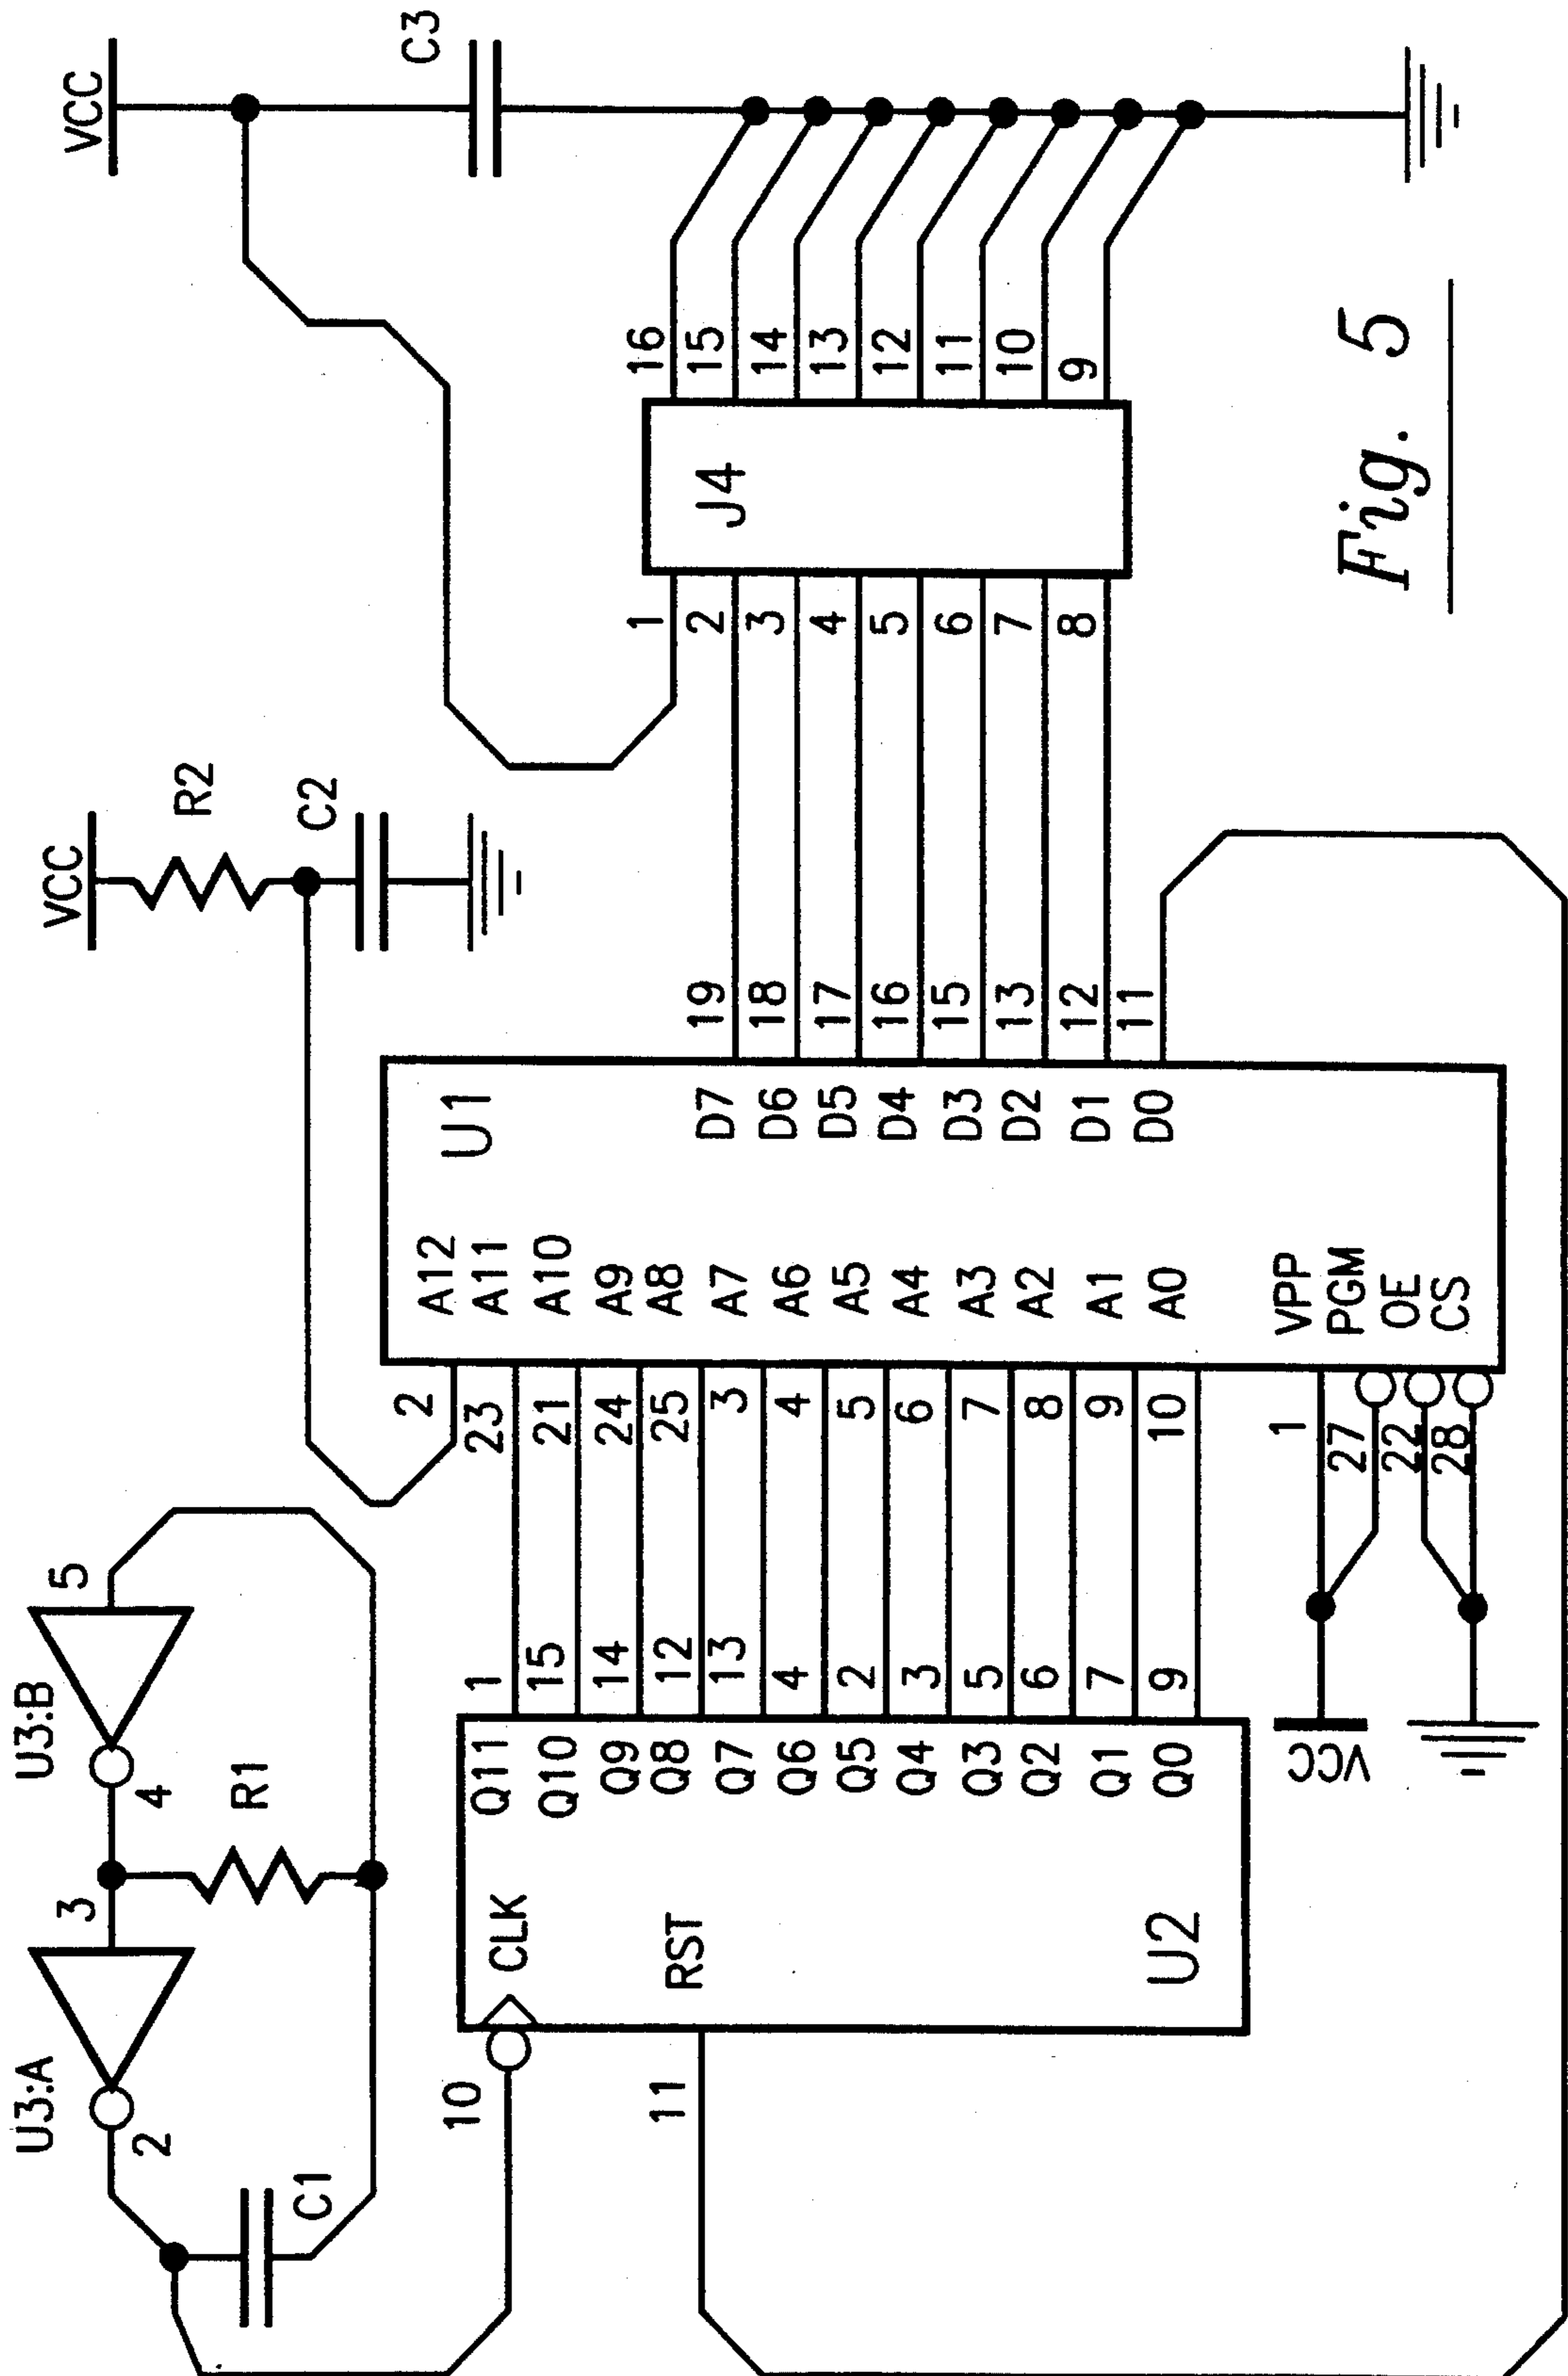 U3:A
2
3
U3:B
4
5
C1
R1
VCC
R2
C2
VCC
C3
10
CLK
11
RST
U2
Q11
Q10
Q9
Q8
Q7
Q6
Q5
Q4
Q3
Q2
Q1
Q0
1
15
14
12
13
4
2
3
5
6
7
9
2
23
21
24
25
3
4
5
6
7
8
9
10
VCC
1
27
22
28
A12
A11
A10
A9
A8
A7
A6
A5
A4
A3
A2
A1
A0
VPP
PGM
OE
CS
U1
D7
D6
D5
D4
D3
D2
D1
D0
19
18
17
16
15
13
12
11
1
2
3
4
5
6
7
8
J4
16
15
14
13
12
11
10
9
Fig. 5